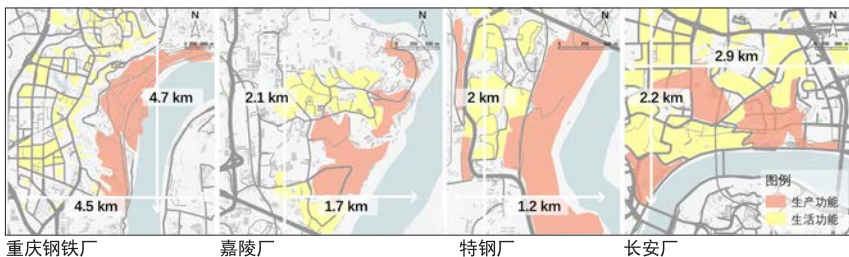 N
N
N
N
4.7 km
4.5 km
2.1 km
1.7 km
2 km
1.2 km
2.9 km
2.2 km
图例
生产功能
生活功能
重庆钢铁厂
嘉陵厂
特钢厂
长安厂